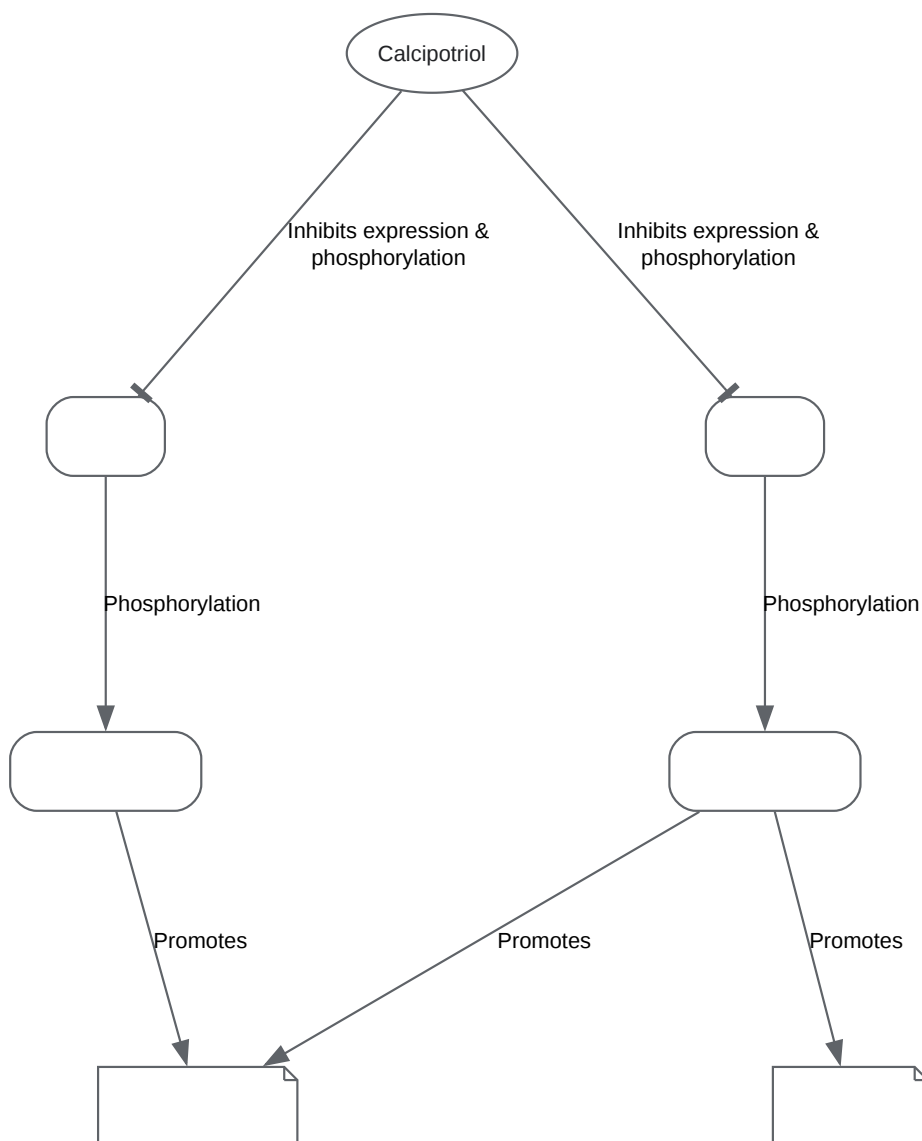 Calcipotriol
Inhibits expression &
phosphorylation
Inhibits expression &
phosphorylation
Phosphorylation
Phosphorylation
Promotes
Promotes
Promotes